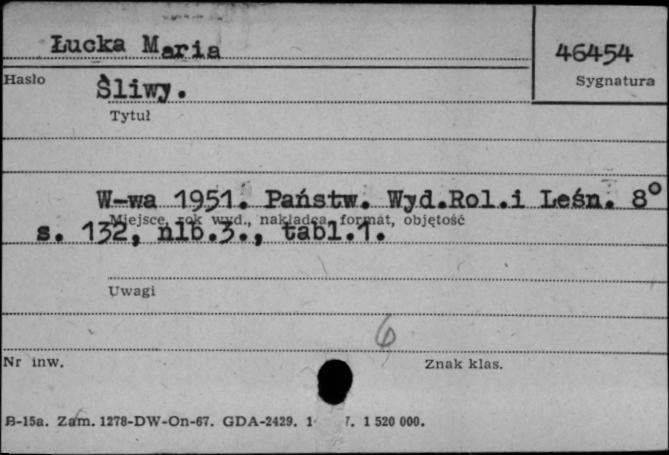 Łucka Maria
46454
Hasło
Sygnatura
Śliwy.
Tytuł
W-wa 1951. Państw. Wyd.Rol.i Leśn. 8°
Miejsce, rok wyd., nakładca, format, objętość
s. 132, nlb.3., tabl.1.
Uwagi
6
Nr inw.
Znak klas.
B-15a. Zam. 1278-DW-On-67. GDA-2429. 1 7. 1 520 000.